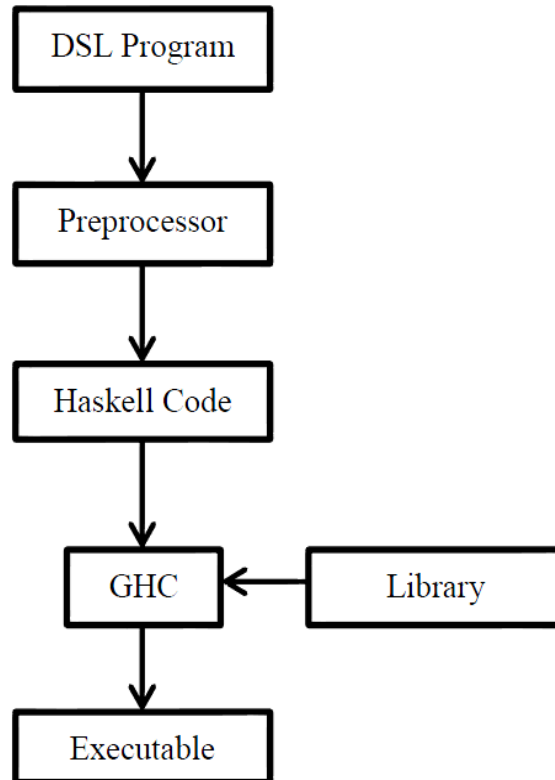 DSL Program
Preprocessor
Haskell Code
GHC
Library
Executable